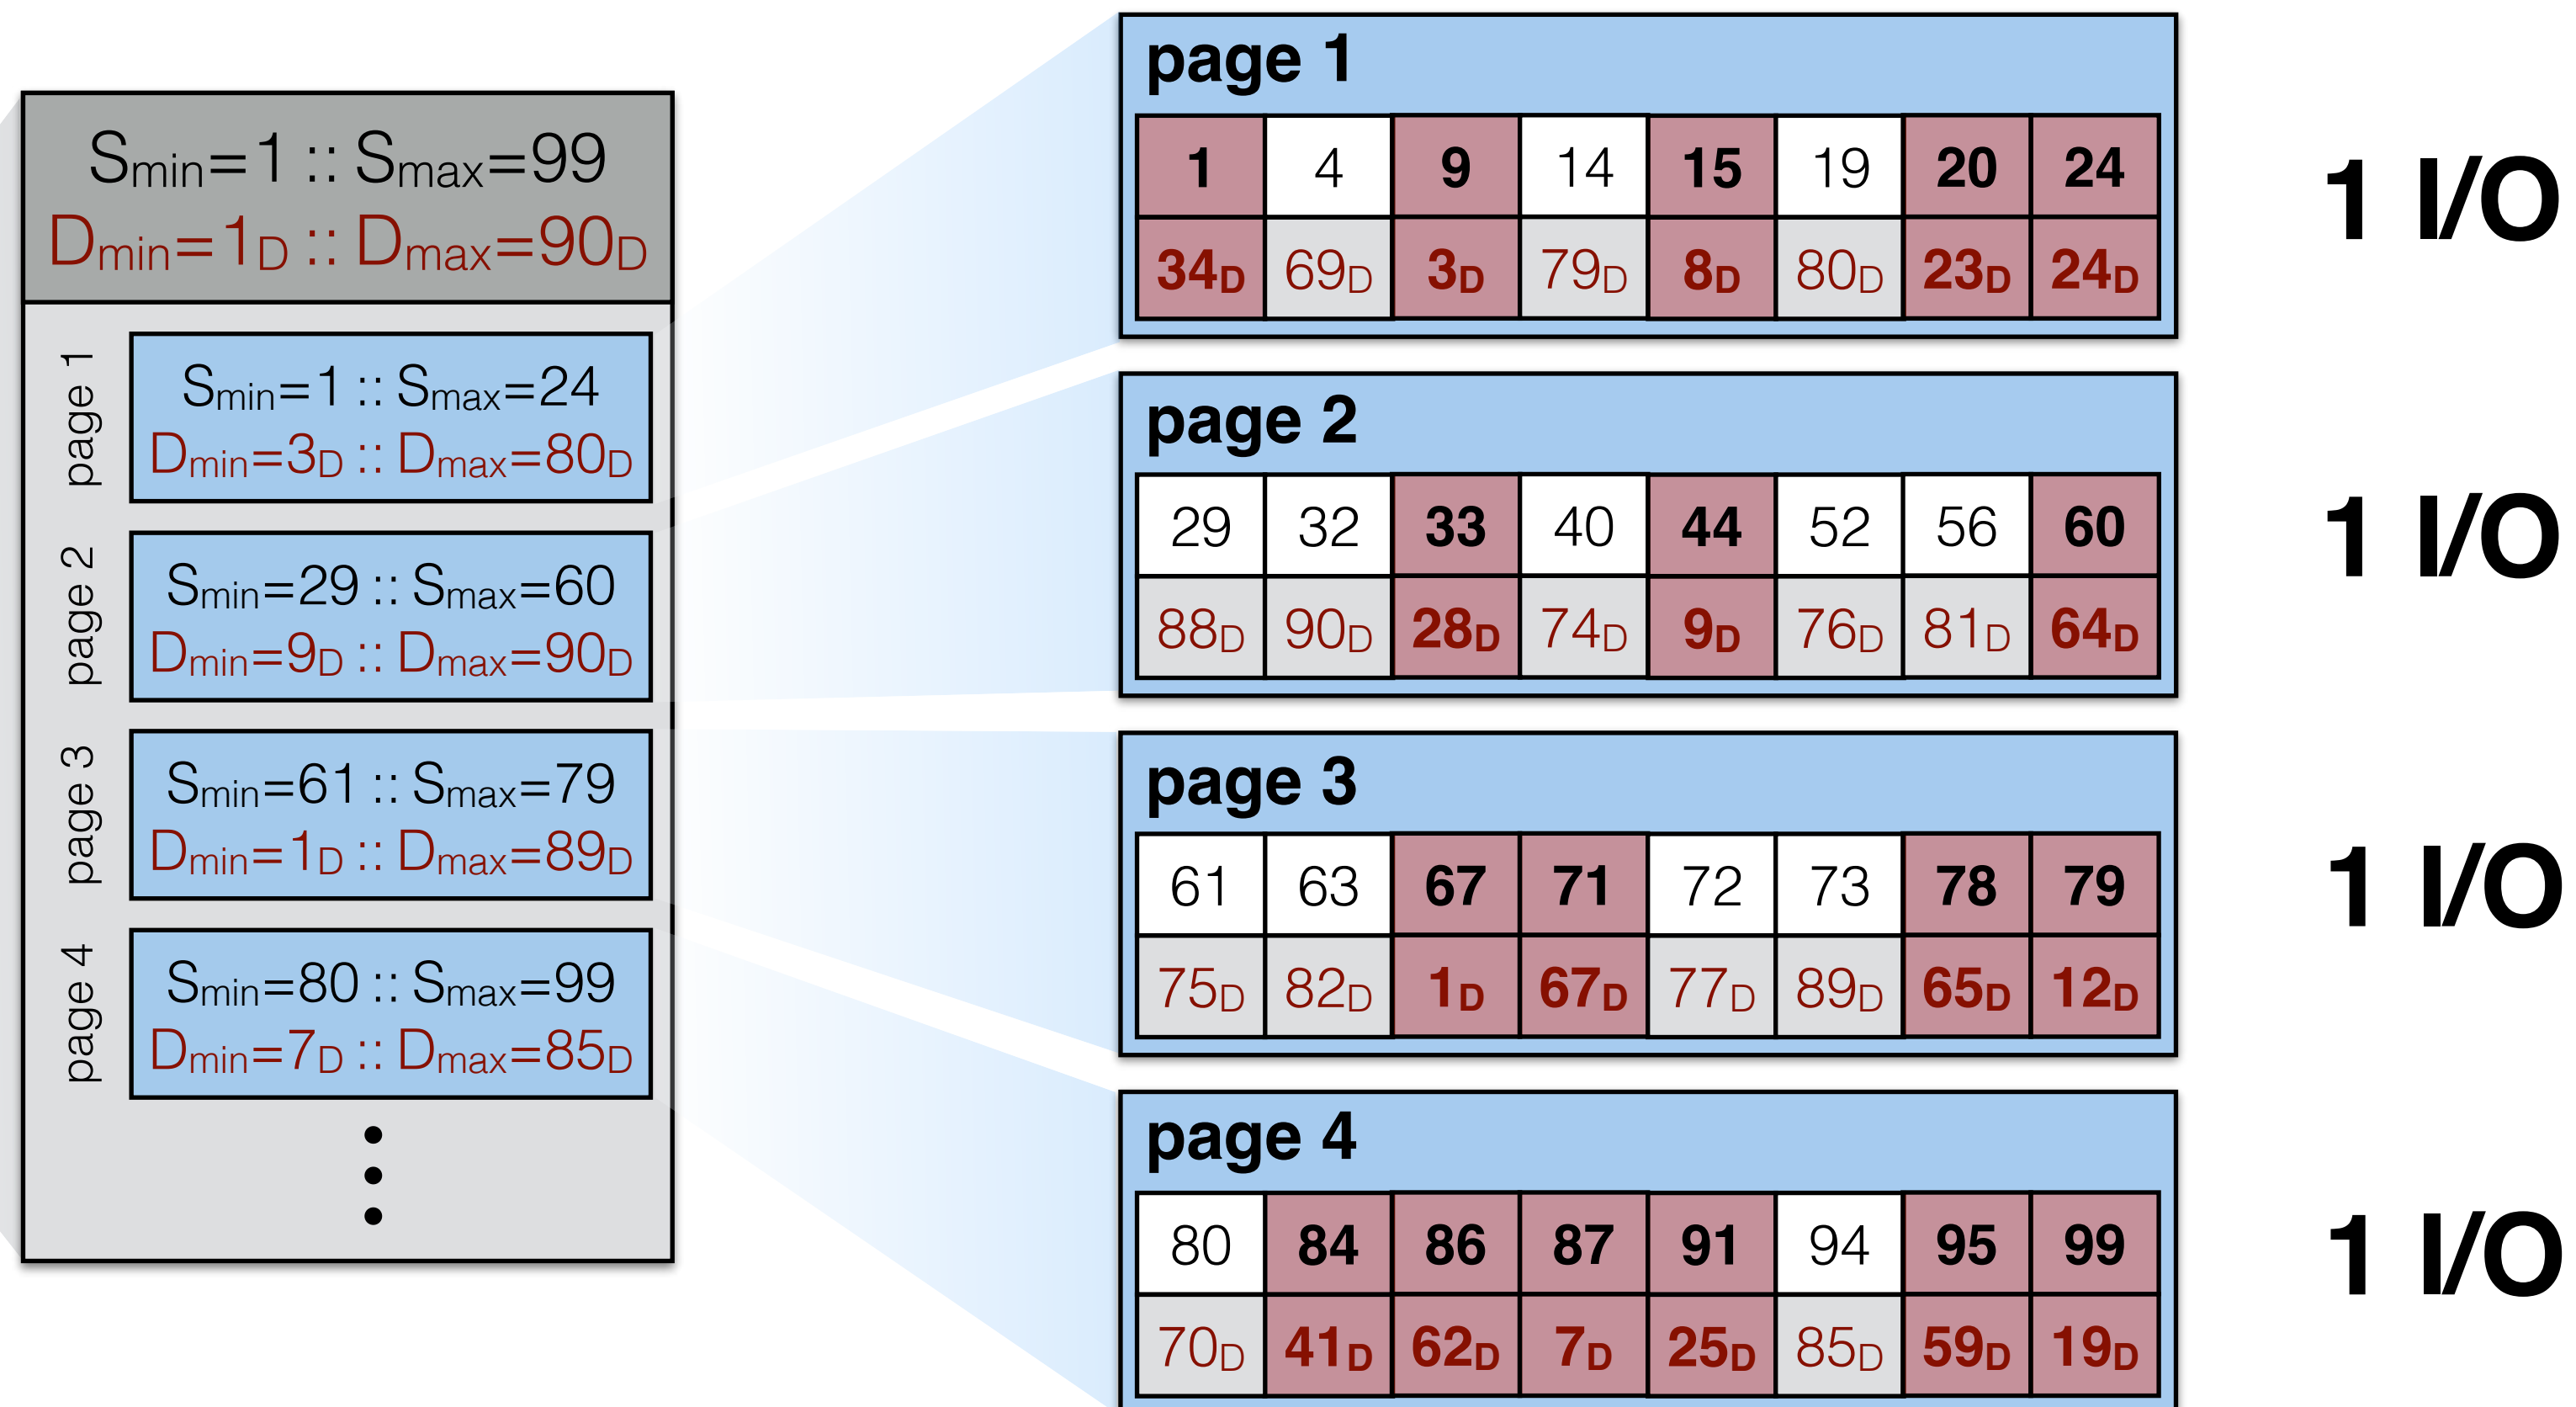 Smin=1 :: Smax=99
Dmin=1D :: Dmax=90D
page 1
Smin=1 :: Smax=24
Dmin=3D :: Dmax=80D
page 2
Smin=29 :: Smax=60
Dmin=9D :: Dmax=90D
page 3
Smin=61 :: Smax=79
Dmin=1D :: Dmax=89D
page 4
Smin=80 :: Smax=99
Dmin=7D :: Dmax=85D
page 1
1 4 9 14 15 19 20 24
34D 69D 3D 79D 8D 80D 23D 24D
1 I/O
page 2
29 32 33 40 44 52 56 60
88D 90D 28D 74D 9D 76D 81D 64D
1 I/O
page 3
61 63 67 71 72 73 78 79
75D 82D 1D 67D 77D 89D 65D 12D
1 I/O
page 4
80 84 86 87 91 94 95 99
70D 41D 62D 7D 25D 85D 59D 19D
1 I/O